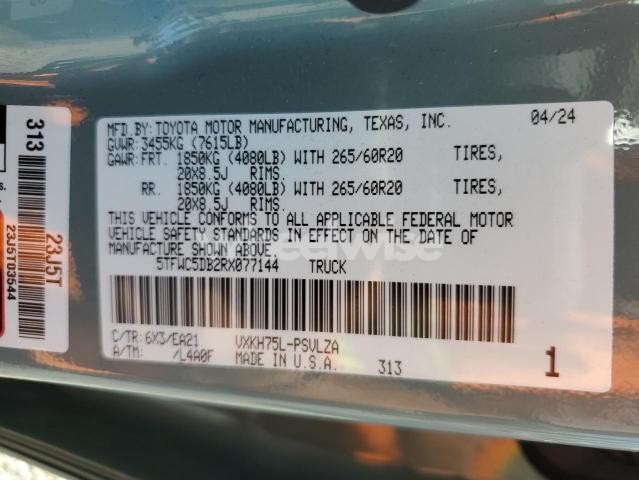 MFD.BY: TOYOTA MOTOR MANUFACTURING, TEXAS, INC. 04/24
GVWR: 3455KG (7615LB)
GAWR: FRT. 1850KG (4080LB) WITH 265/60R20 TIRES,
20X8.5J RIMS.
RR. 1850KG (4080LB) WITH 265/60R20 TIRES,
20X8.5J RIMS.
THIS VEHICLE CONFORMS TO ALL APPLICABLE FEDERAL MOTOR
VEHICLE SAFETY STANDARDS IN EFFECT ON THE DATE OF
MANUFACTURE SHOWN ABOVE.
5TFWC5DB2RX077144 TRUCK
C/TR: 6X3/EA21 VXKH75L-PSVLZA
A/TM: /L4A0F MADE IN U.S.A. 313 1
313
23J5T
23J5T03544
s.